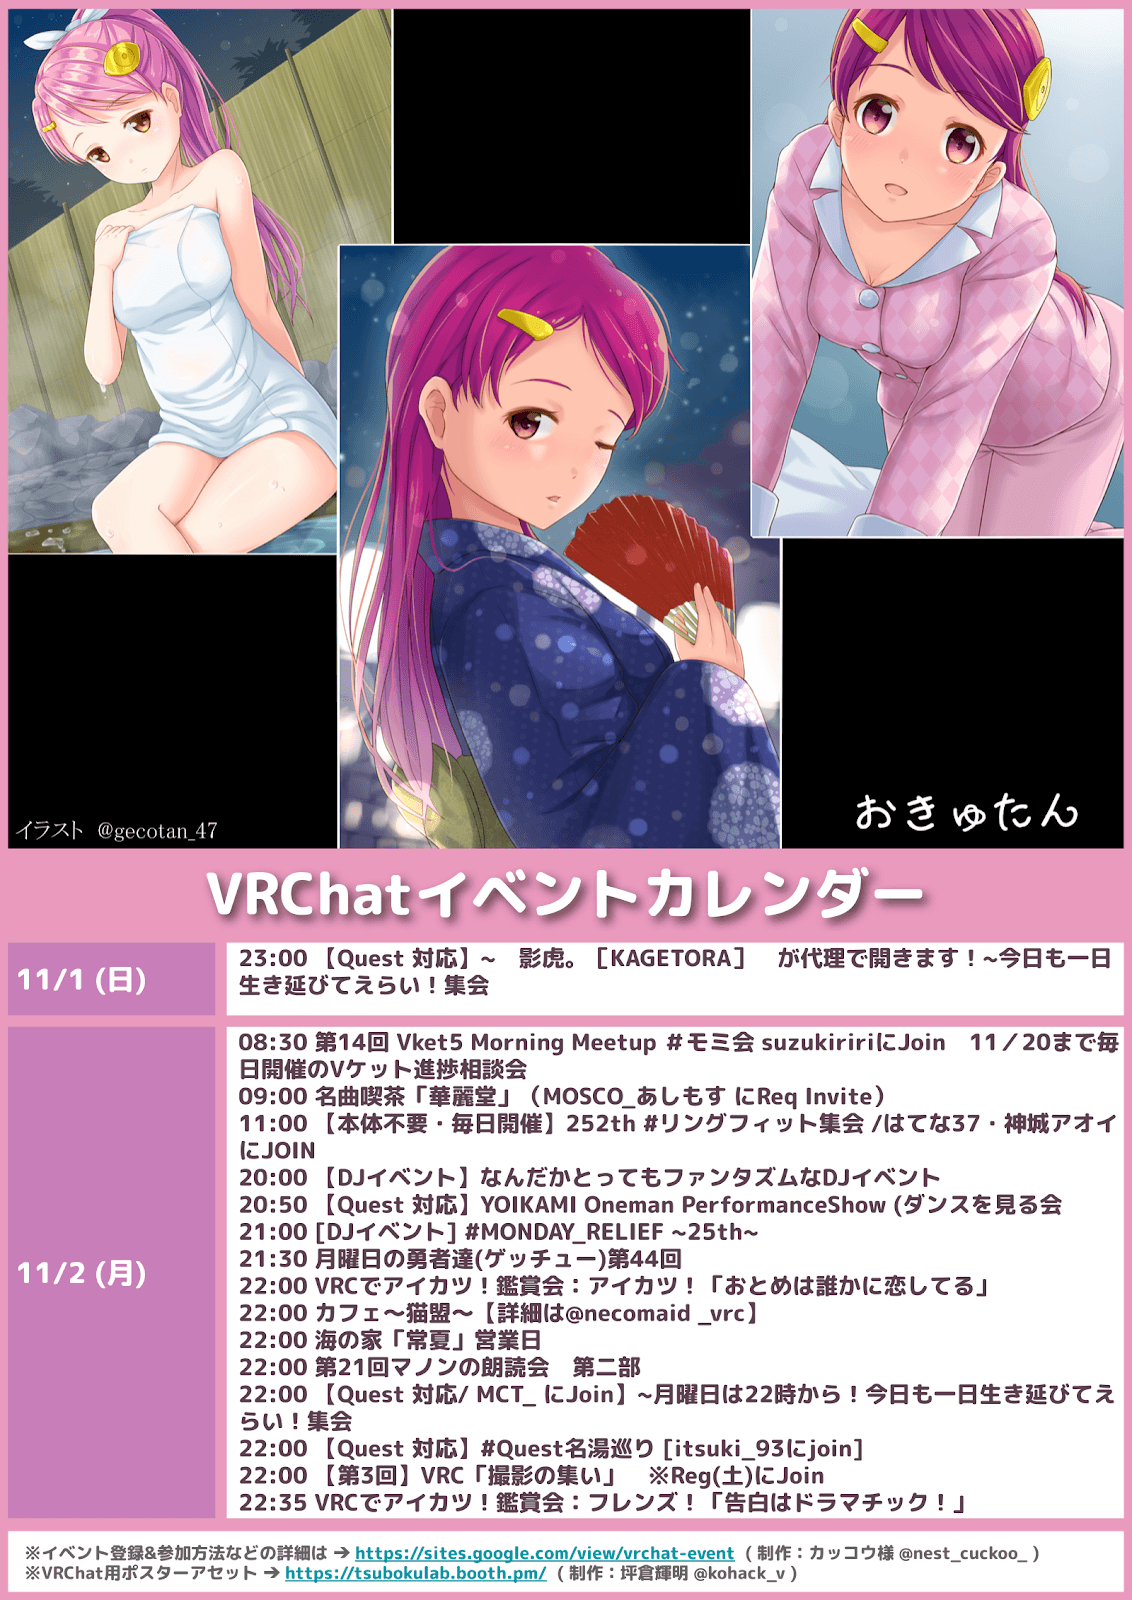 イラスト @gecotan_47
おきゅたん
VRChatイベントカレンダー
11/1 (日)
23:00 【Quest 対応】~　影虎。［KAGETORA］　が代理で開きます！~今日も一日
生き延びてえらい！集会
11/2 (月)
08:30 第14回 Vket5 Morning Meetup ＃モミ会 suzukiririにJoin　11／20まで毎
日開催のVケット進捗相談会
09:00 名曲喫茶「華麗堂」（MOSCO_あしもす にReq Invite）
11:00 【本体不要・毎日開催】252th #リングフィット集会 /はてな37・神城アオイ
にJOIN
20:00 【DJイベント】なんだかとってもファンタズムなDJイベント
20:50 【Quest 対応】YOIKAMI Oneman PerformanceShow (ダンスを見る会
21:00 [DJイベント] #MONDAY_RELIEF ~25th~
21:30 月曜日の勇者達(ゲッチュー)第44回
22:00 VRCでアイカツ！鑑賞会：アイカツ！「おとめは誰かに恋してる」
22:00 カフェ～猫盟～【詳細は@necomaid _vrc】
22:00 海の家「常夏」営業日
22:00 第21回マノンの朗読会　第二部
22:00 【Quest 対応/ MCT_ にJoin】~月曜日は22時から！今日も一日生き延びてえ
らい！集会
22:00 【Quest 対応】#Quest名湯巡り [itsuki_93にjoin]
22:00 【第3回】VRC「撮影の集い」　※Reg(土)にJoin
22:35 VRCでアイカツ！鑑賞会：フレンズ！「告白はドラマチック！」
※イベント登録&参加方法などの詳細は → https://sites.google.com/view/vrchat-event ( 制作：カッコウ様 @nest_cuckoo_ )
※VRChat用ポスターアセット → https://tsubokulab.booth.pm/ ( 制作：坪倉輝明 @kohack_v )